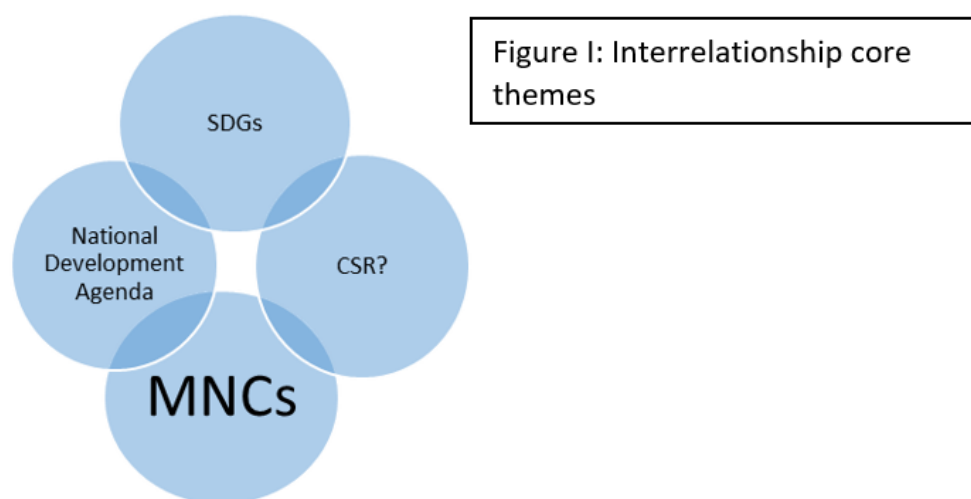 Figure I: Interrelationship core
themes
SDGs
National
Development
Agenda
CSR?
MNCs